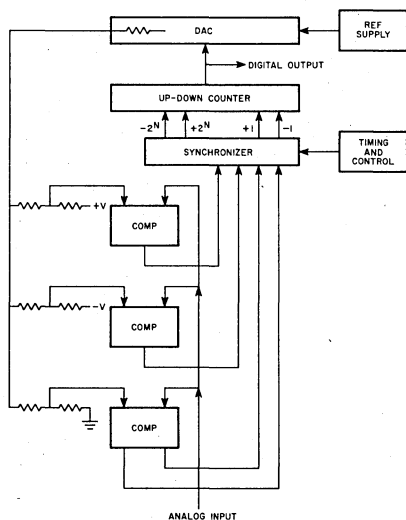 DAC
REF
SUPPLY
DIGITAL OUTPUT
UP-DOWN COUNTER
-2^N +2^N +1 -1
SYNCHRONIZER
TIMING
AND
CONTROL
+V
COMP
-V
COMP
COMP
ANALOG INPUT